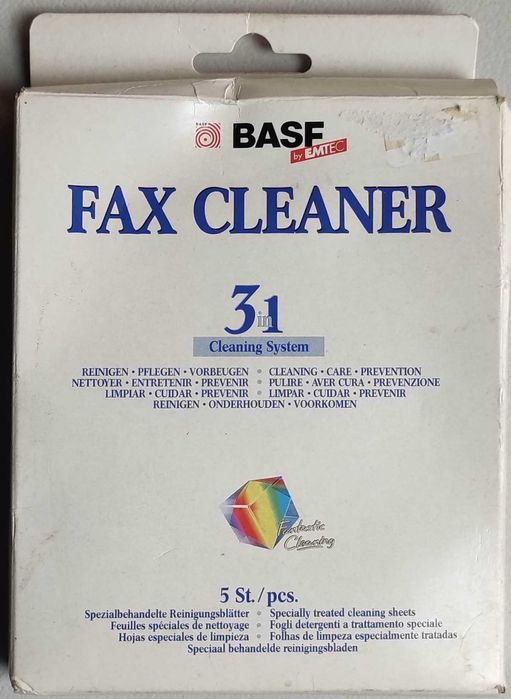 BASF
BASF
by EMTEC
FAX CLEANER
3in1
Cleaning System
REINIGEN • PFLEGEN • VORBEUGEN • CLEANING • CARE • PREVENTION
NETTOYER • ENTRETENIR • PREVENIR • PULIRE • AVER CURA • PREVENZIONE
LIMPIAR • CUIDAR • PREVENIR • LIMPAR • CUIDAR • PREVENIR
REINIGEN • ONDERHOUDEN • VOORKOMEN
Fantastic
Cleaning
5 St./pcs.
Spezialbehandelte Reinigungsblätter • Specially treated cleaning sheets
Feuilles spéciales de nettoyage • Fogli detergenti a trattamento speciale
Hojas especiales de limpieza • Folhas de limpeza especialmente tratadas
Speciaal behandelde reinigingsbladen